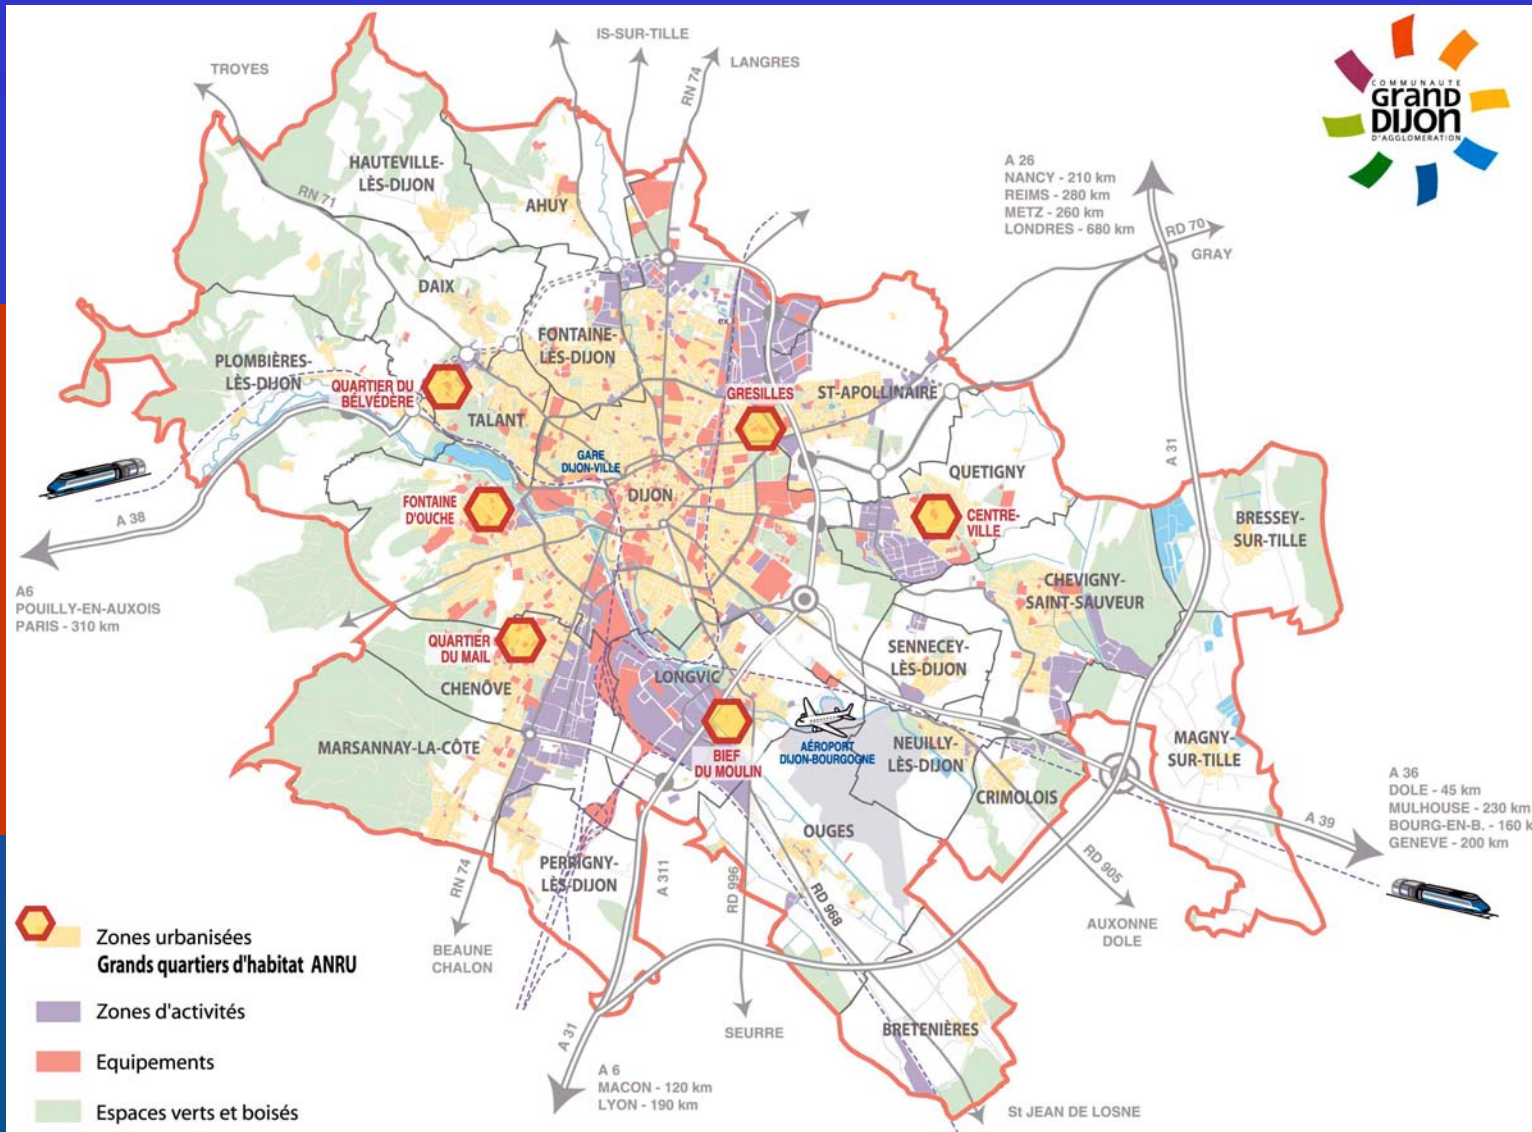 IS-SUR-TILLE
TROYES
RN 74
LANGRES
COMMUNAUTE
GRAND
DIJON
D'AGGLOMERATION
HAUTEVILLE-
LÈS-DIJON
RN 71
AHUY
A 26
NANCY - 210 km
REIMS - 280 km
METZ - 260 km
LONDRES - 680 km
RD 70
GRAY
DAIX
FONTAINE-
LÈS-DIJON
PLOMBIÈRES-
LÈS-DIJON
QUARTIER DU
BÉLVÉDÈRE
TALANT
GRESILLES
ST-APOLLINAIRE
A 31
GARE
DIJON-VILLE
DIJON
QUETIGNY
FONTAINE
D'OUCHE
CENTRE-
VILLE
BRESSEY-
SUR-TILLE
A 38
A6
POUILLY-EN-AUXOIS
PARIS - 310 km
CHEVIGNY-
SAINT-SAUVEUR
QUARTIER
DU MAIL
CHENÔVE
LONGVIC
SENNECEY-
LÈS-DIJON
MARSANNAY-LA-CÔTE
BIEF
DU MOULIN
AÉROPORT
DIJON-BOURGOGNE
NEUILLY-
LÈS-DIJON
CRIMOLOIS
MAGNY-
SUR-TILLE
A 36
DOLE - 45 km
MULHOUSE - 230 km
BOURG-EN-B. - 160 k
GENEVE - 200 km
A 39
OUGES
PERRIGNY-
LÈS-DIJON
RN 74
A 311
RD 996
RD 968
RD 905
AUXONNE
DOLE
BEAUNE
CHALON
Zones urbanisées
Grands quartiers d'habitat ANRU
Zones d'activités
Equipements
Espaces verts et boisés
A 31
SEURRE
BRETENIÈRES
A 6
MACON - 120 km
LYON - 190 km
St JEAN DE LOSNE